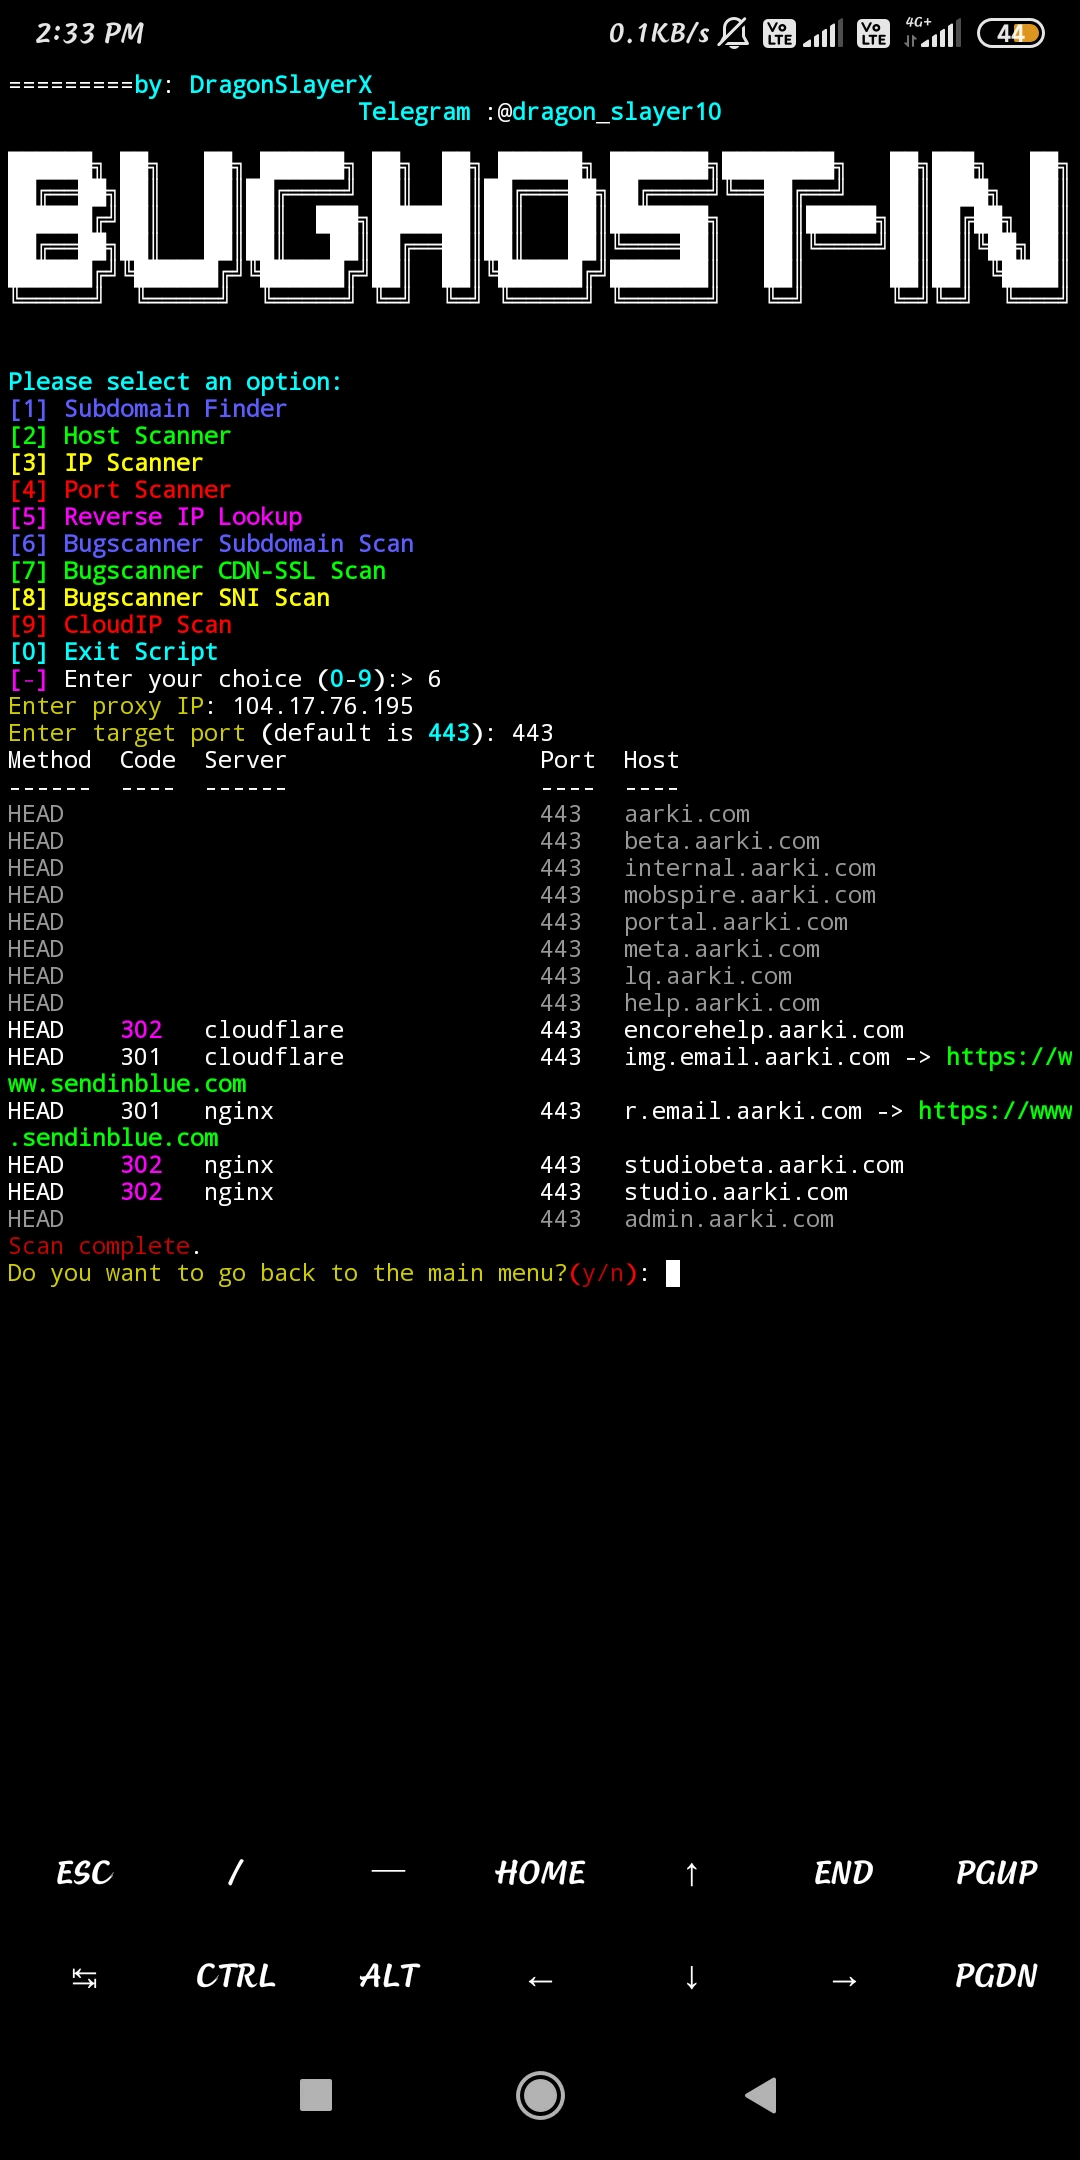 2:33 PM 0.1KB/s Vo LTE Vo LTE 4G+ 44
=========by: DragonSlayerX
Telegram :@dragon_slayer10
BUGHOST-IN
Please select an option:
[1] Subdomain Finder
[2] Host Scanner
[3] IP Scanner
[4] Port Scanner
[5] Reverse IP Lookup
[6] Bugscanner Subdomain Scan
[7] Bugscanner CDN-SSL Scan
[8] Bugscanner SNI Scan
[9] CloudIP Scan
[0] Exit Script
[-] Enter your choice (0-9):> 6
Enter proxy IP: 104.17.76.195
Enter target port (default is 443): 443
Method Code Server Port Host
------ ---- ------ ---- ----
HEAD 443 aarki.com
HEAD 443 beta.aarki.com
HEAD 443 internal.aarki.com
HEAD 443 mobspire.aarki.com
HEAD 443 portal.aarki.com
HEAD 443 meta.aarki.com
HEAD 443 lq.aarki.com
HEAD 443 help.aarki.com
HEAD 302 cloudflare 443 encorehelp.aarki.com
HEAD 301 cloudflare 443 img.email.aarki.com -> https://w
ww.sendinblue.com
HEAD 301 nginx 443 r.email.aarki.com -> https://www
.sendinblue.com
HEAD 302 nginx 443 studiobeta.aarki.com
HEAD 302 nginx 443 studio.aarki.com
HEAD 443 admin.aarki.com
Scan complete.
Do you want to go back to the main menu?(y/n):
ESC / — HOME ↑ END PGUP
↹ CTRL ALT ← ↓ → PGDN